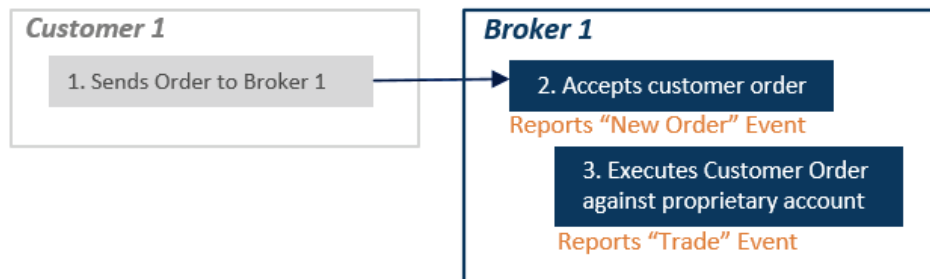 Customer 1
1. Sends Order to Broker 1
Broker 1
2. Accepts customer order
Reports “New Order” Event
3. Executes Customer Order
against proprietary account
Reports “Trade” Event